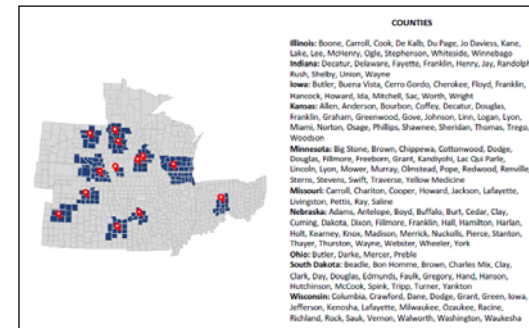 COUNTIES
Illinois: Boone, Carroll, Cook, De Kalb, Du Page, Jo Daviess, Kane,
Lake, Lee, McHenry, Ogle, Stephenson, Whiteside, Winnebago
Indiana: Decatur, Delaware, Fayette, Franklin, Henry, Jay, Randolph
Rush, Shelby, Union, Wayne
Iowa: Butler, Buena Vista, Cerro Gordo, Cherokee, Floyd, Franklin,
Hancock, Howard, Ida, Mitchell, Sac, Worth, Wright
Kansas: Allen, Anderson, Bourbon, Coffey, Decatur, Douglas,
Franklin, Graham, Greenwood, Gove, Johnson, Linn, Logan, Lyon,
Miami, Norton, Osage, Phillips, Shawnee, Sheridan, Thomas, Trego,
Woodson
Minnesota: Big Stone, Brown, Chippewa, Cottonwood, Dodge,
Douglas, Fillmore, Freeborn, Grant, Kandiyohi, Lac Qui Parle,
Lincoln, Lyon, Mower, Murray, Olmstead, Pope, Redwood, Renville,
Sterns, Stevens, Swift, Traverse, Yellow Medicine
Missouri: Carroll, Chariton, Cooper, Howard, Jackson, Lafayette,
Livingston, Pettis, Ray, Saline
Nebraska: Adams, Antelope, Boyd, Buffalo, Burt, Cedar, Clay,
Cuming, Dakota, Dixon, Fillmore, Franklin, Hall, Hamilton, Harlan,
Holt, Kearney, Knox, Madison, Merrick, Nuckolls, Pierce, Stanton,
Thayer, Thurston, Wayne, Webster, Wheeler, York
Ohio: Butler, Darke, Mercer, Preble
South Dakota: Beadle, Bon Homme, Brown, Charles Mix, Clay,
Clark, Day, Douglas, Edmunds, Faulk, Gregory, Hand, Hanson,
Hutchinson, McCook, Spink, Tripp, Turner, Yankton
Wisconsin: Columbia, Crawford, Dane, Dodge, Grant, Green, Iowa,
Jefferson, Kenosha, Lafayette, Milwaukee, Ozaukee, Racine,
Richland, Rock, Sauk, Vernon, Walworth, Washington, Waukesha